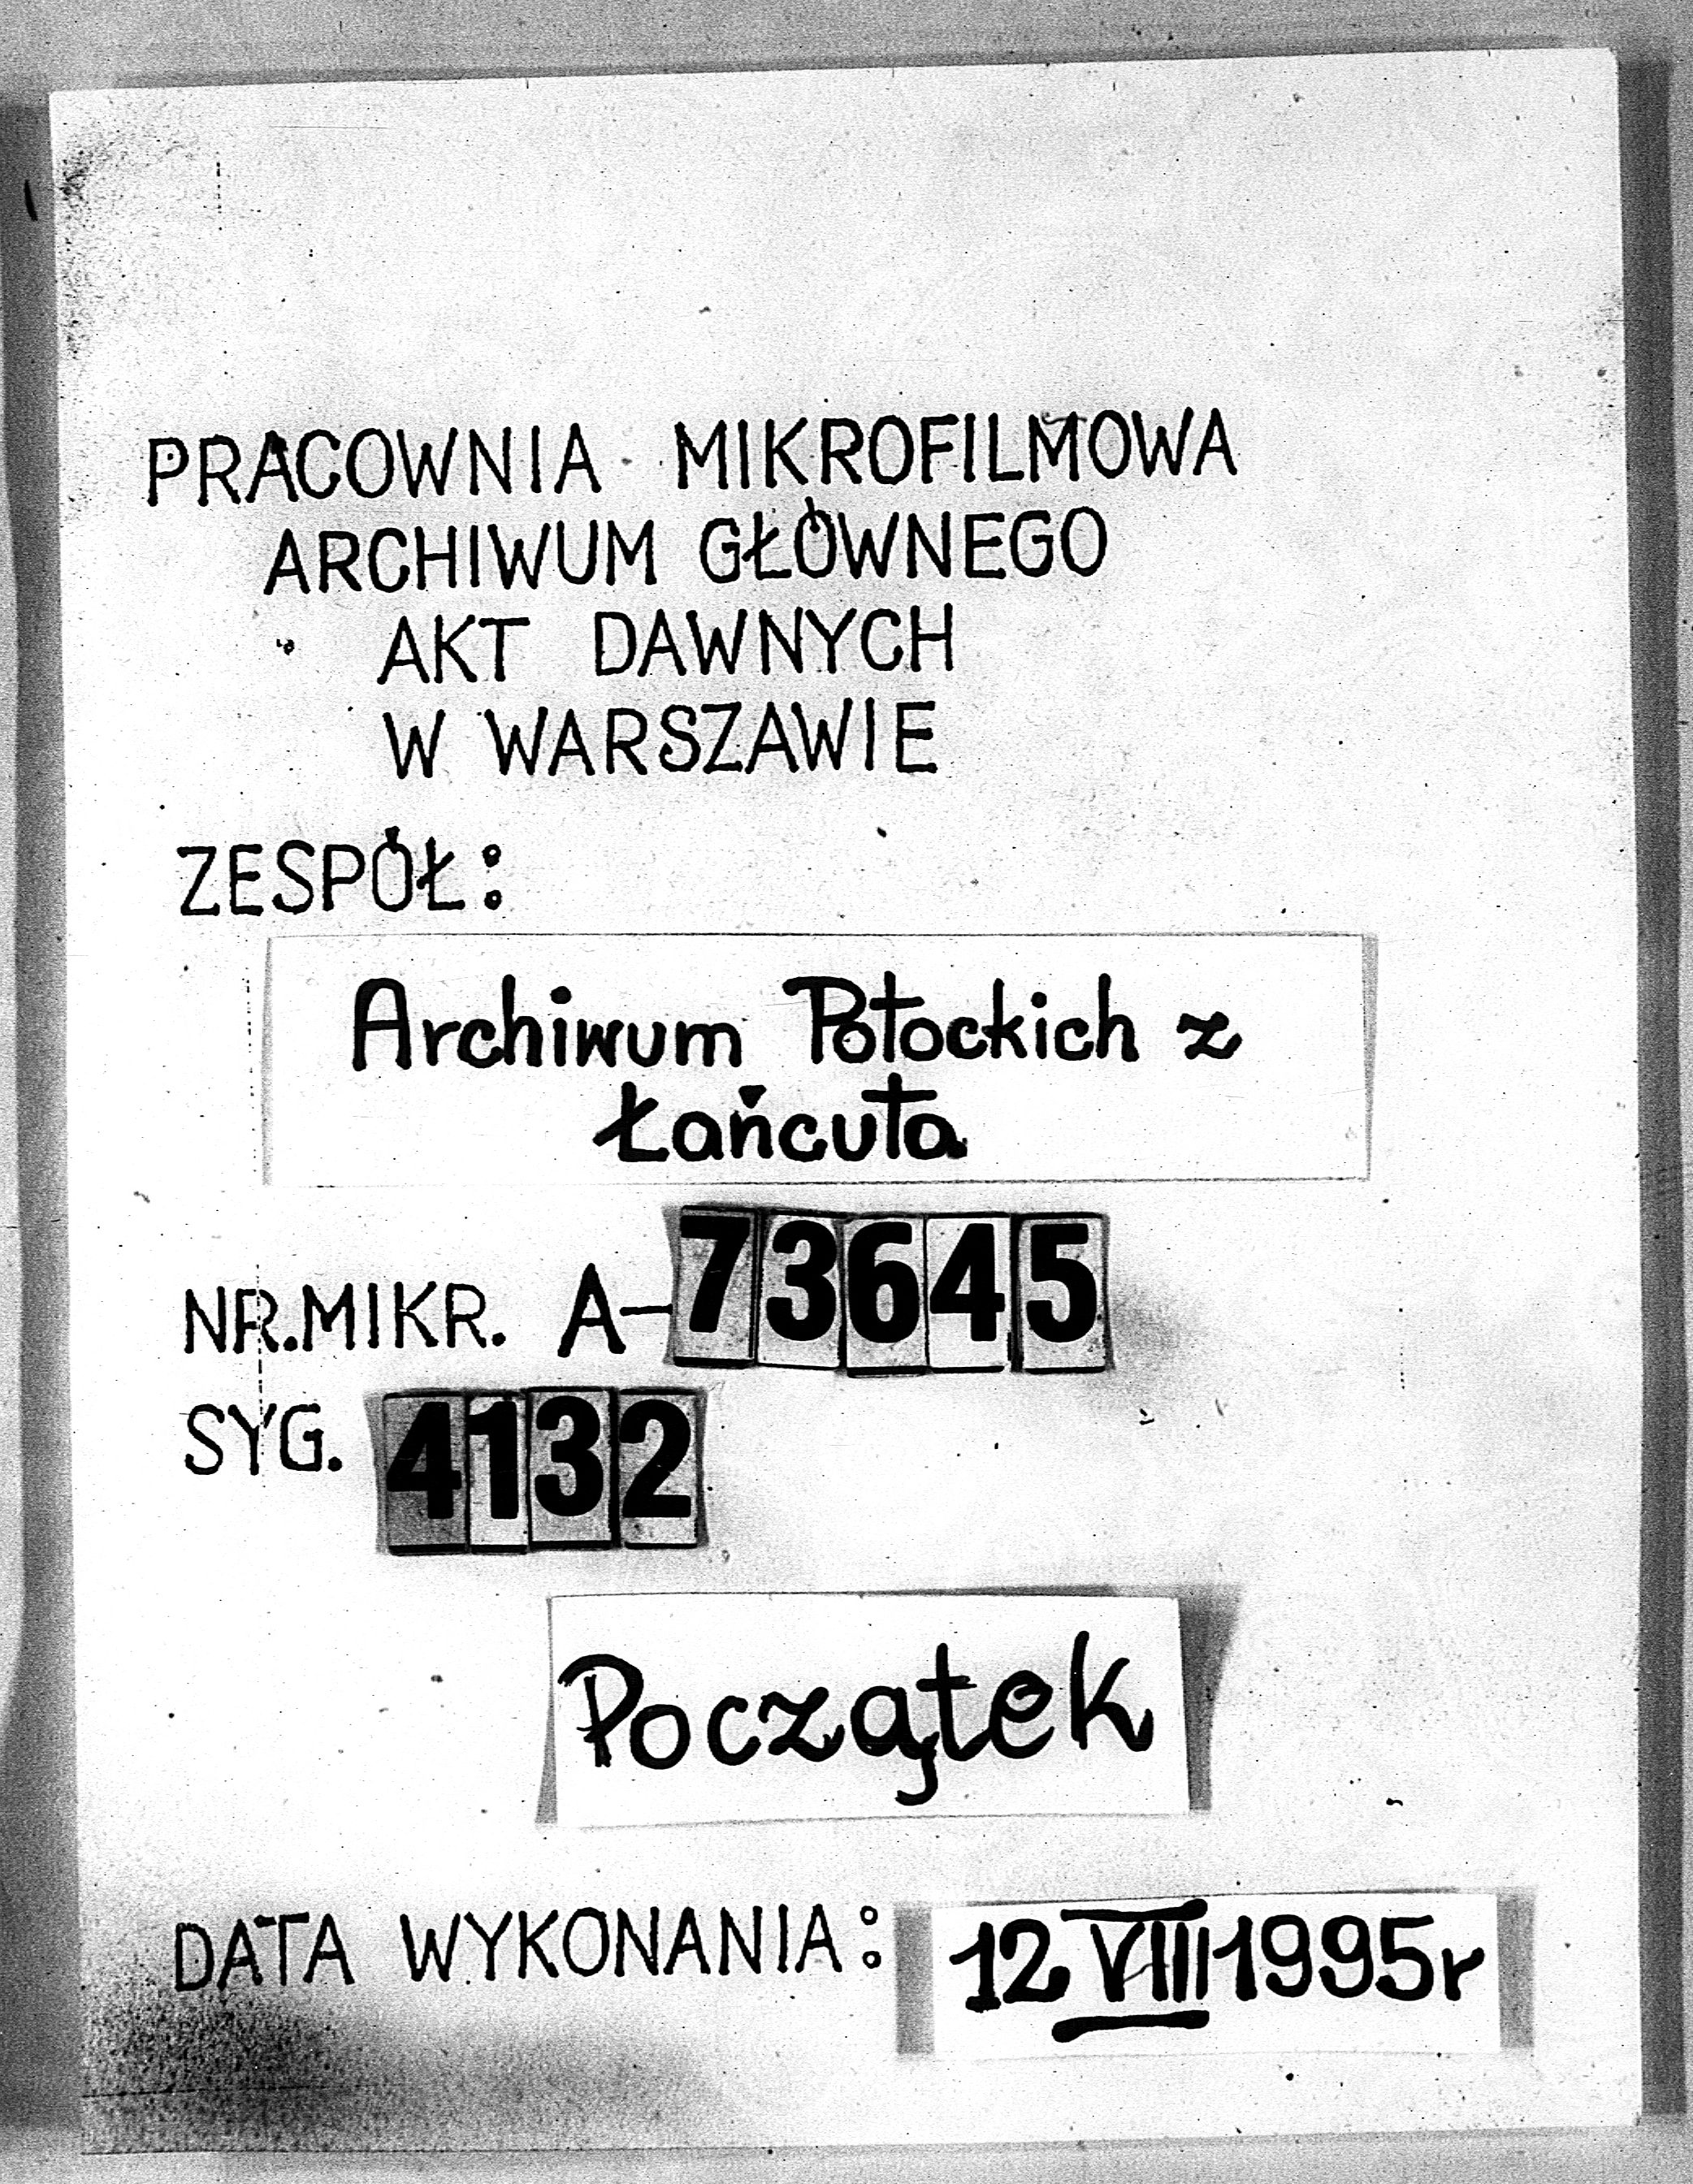 PRACOWNIA MIKROFILMOWA
ARCHIWUM GŁÓWNEGO
AKT DAWNYCH
W WARSZAWIE
ZESPÓŁ:
Archiwum Potockich z
Łańcuta
NR.MIKR. A-73645
SYG. 4132
Początek
DATA WYKONANIA: 12 VIII 1995r